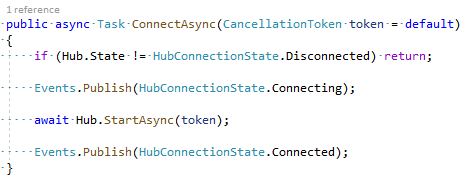 1 reference
public async Task ConnectAsync(CancellationToken token = default)
{
    if (Hub.State != HubConnectionState.Disconnected) return;

    Events.Publish(HubConnectionState.Connecting);

    await Hub.StartAsync(token);

    Events.Publish(HubConnectionState.Connected);
}